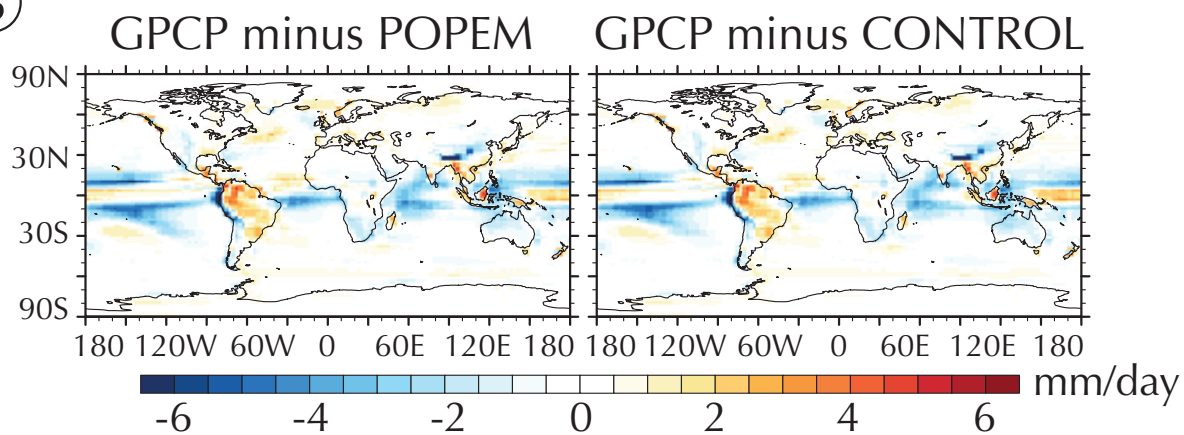 GPCP minus POPEM GPCP minus CONTROL
90N
30N
30S
90S
180 120W 60W 0 60E 120E 180 180 120W 60W 0 60E 120E 180
-6 -4 -2 0 2 4 6 mm/day